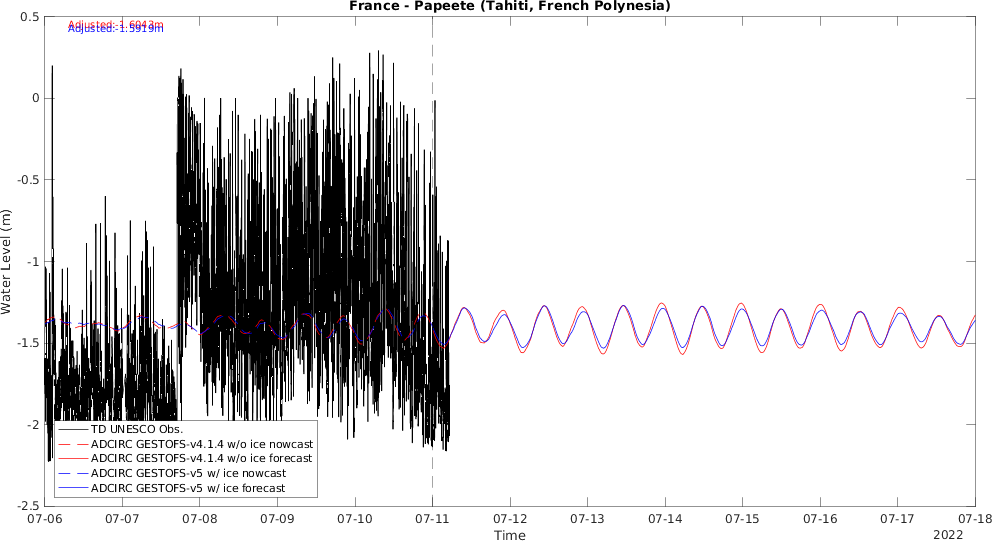 France - Papeete (Tahiti, French Polynesia)
Adjusted:-1.6043m
Adjusted:-1.5919m
0.5
0
-0.5
-1
-1.5
-2
-2.5
Water Level (m)
TD UNESCO Obs.
ADCIRC GESTOFS-v4.1.4 w/o ice nowcast
ADCIRC GESTOFS-v4.1.4 w/o ice forecast
ADCIRC GESTOFS-v5 w/ ice nowcast
ADCIRC GESTOFS-v5 w/ ice forecast
07-06 07-07 07-08 07-09 07-10 07-11 07-12 07-13 07-14 07-15 07-16 07-17 07-18
Time
2022